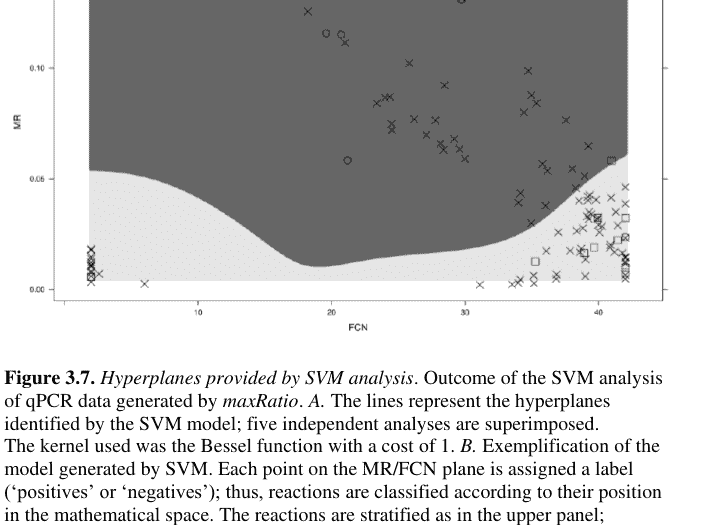 0.10
MR
0.05
0.00
10
20
30
40
FCN
Figure 3.7. Hyperplanes provided by SVM analysis. Outcome of the SVM analysis
of qPCR data generated by maxRatio. A. The lines represent the hyperplanes
identified by the SVM model; five independent analyses are superimposed.
The kernel used was the Bessel function with a cost of 1. B. Exemplification of the
model generated by SVM. Each point on the MR/FCN plane is assigned a label
(‘positives’ or ‘negatives’); thus, reactions are classified according to their position
in the mathematical space. The reactions are stratified as in the upper panel;